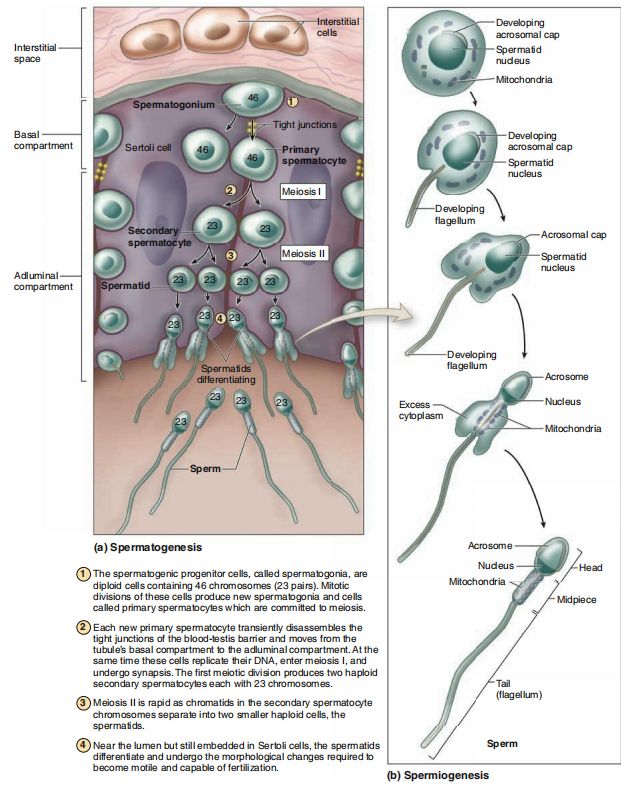 Interstitial
space
Basal
compartment
Adluminal
compartment
Interstitial
cells
Spermatogonium
46
1
Tight junctions
Sertoli cell
46
46
Primary
spermatocyte
2
Meiosis I
Secondary
spermatocyte
23
23
Meiosis II
3
Spermatid
23
23
23
23
23
23
4
23
23
Spermatids
differentiating
23
23
23
23
Sperm
(a) Spermatogenesis
1 The spermatogenic progenitor cells, called spermatogonia, are
diploid cells containing 46 chromosomes (23 pairs). Mitotic
divisions of these cells produce new spermatogonia and cells
called primary spermatocytes which are committed to meiosis.
2 Each new primary spermatocyte transiently disassembles the
tight junctions of the blood-testis barrier and moves from the
tubule's basal compartment to the adluminal compartment. At the
same time these cells replicate their DNA, enter meiosis I, and
undergo synapsis. The first meiotic division produces two haploid
secondary spermatocytes each with 23 chromosomes.
3 Meiosis II is rapid as chromatids in the secondary spermatocyte
chromosomes separate into two smaller haploid cells, the
spermatids.
4 Near the lumen but still embedded in Sertoli cells, the spermatids
differentiate and undergo the morphological changes required to
become motile and capable of fertilization.
Developing
acrosomal cap
Spermatid
nucleus
Mitochondria
Developing
acrosomal cap
Spermatid
nucleus
Developing
flagellum
Acrosomal cap
Spermatid
nucleus
Developing
flagellum
Acrosome
Nucleus
Excess
cytoplasm
Mitochondria
Acrosome
Nucleus
Head
Mitochondria
Midpiece
Tail
(flagellum)
Sperm
(b) Spermiogenesis